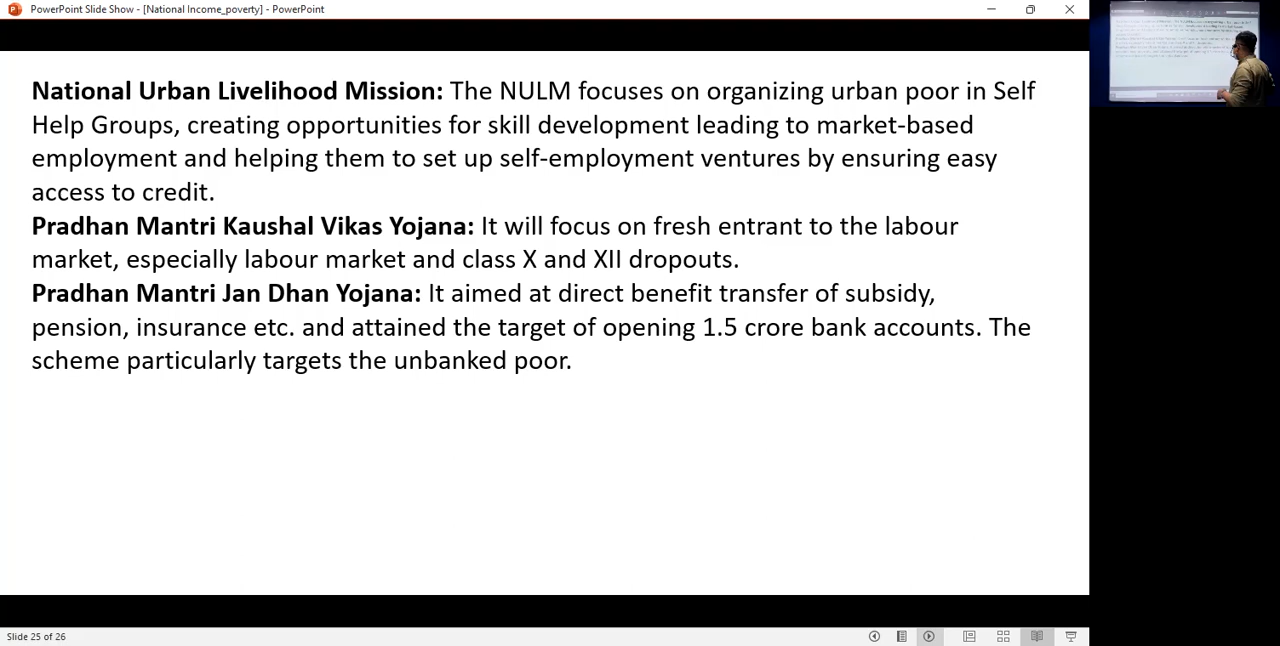 PowerPoint Slide Show - [National Income_poverty] - PowerPoint
National Urban Livelihood Mission: The NULM focuses on organizing urban poor in Self
Help Groups, creating opportunities for skill development leading to market-based
employment and helping them to set up self-employment ventures by ensuring easy
access to credit.
Pradhan Mantri Kaushal Vikas Yojana: It will focus on fresh entrant to the labour
market, especially labour market and class X and XII dropouts.
Pradhan Mantri Jan Dhan Yojana: It aimed at direct benefit transfer of subsidy,
pension, insurance etc. and attained the target of opening 1.5 crore bank accounts. The
scheme particularly targets the unbanked poor.
Slide 25 of 26